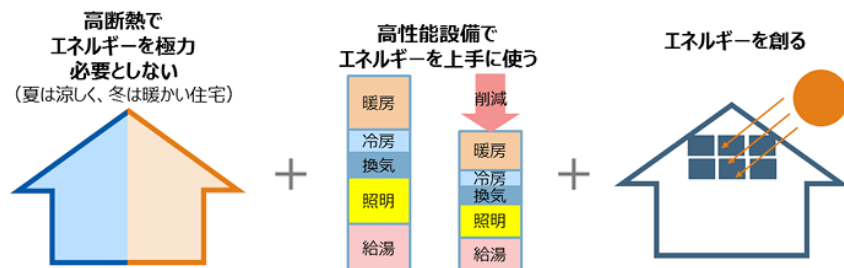 高断熱で
エネルギーを極力
必要としない
（夏は涼しく、冬は暖かい住宅）
高性能設備で
エネルギーを上手に使う
暖房
冷房
換気
照明
給湯
削減
暖房
冷房
換気
照明
給湯
エネルギーを創る